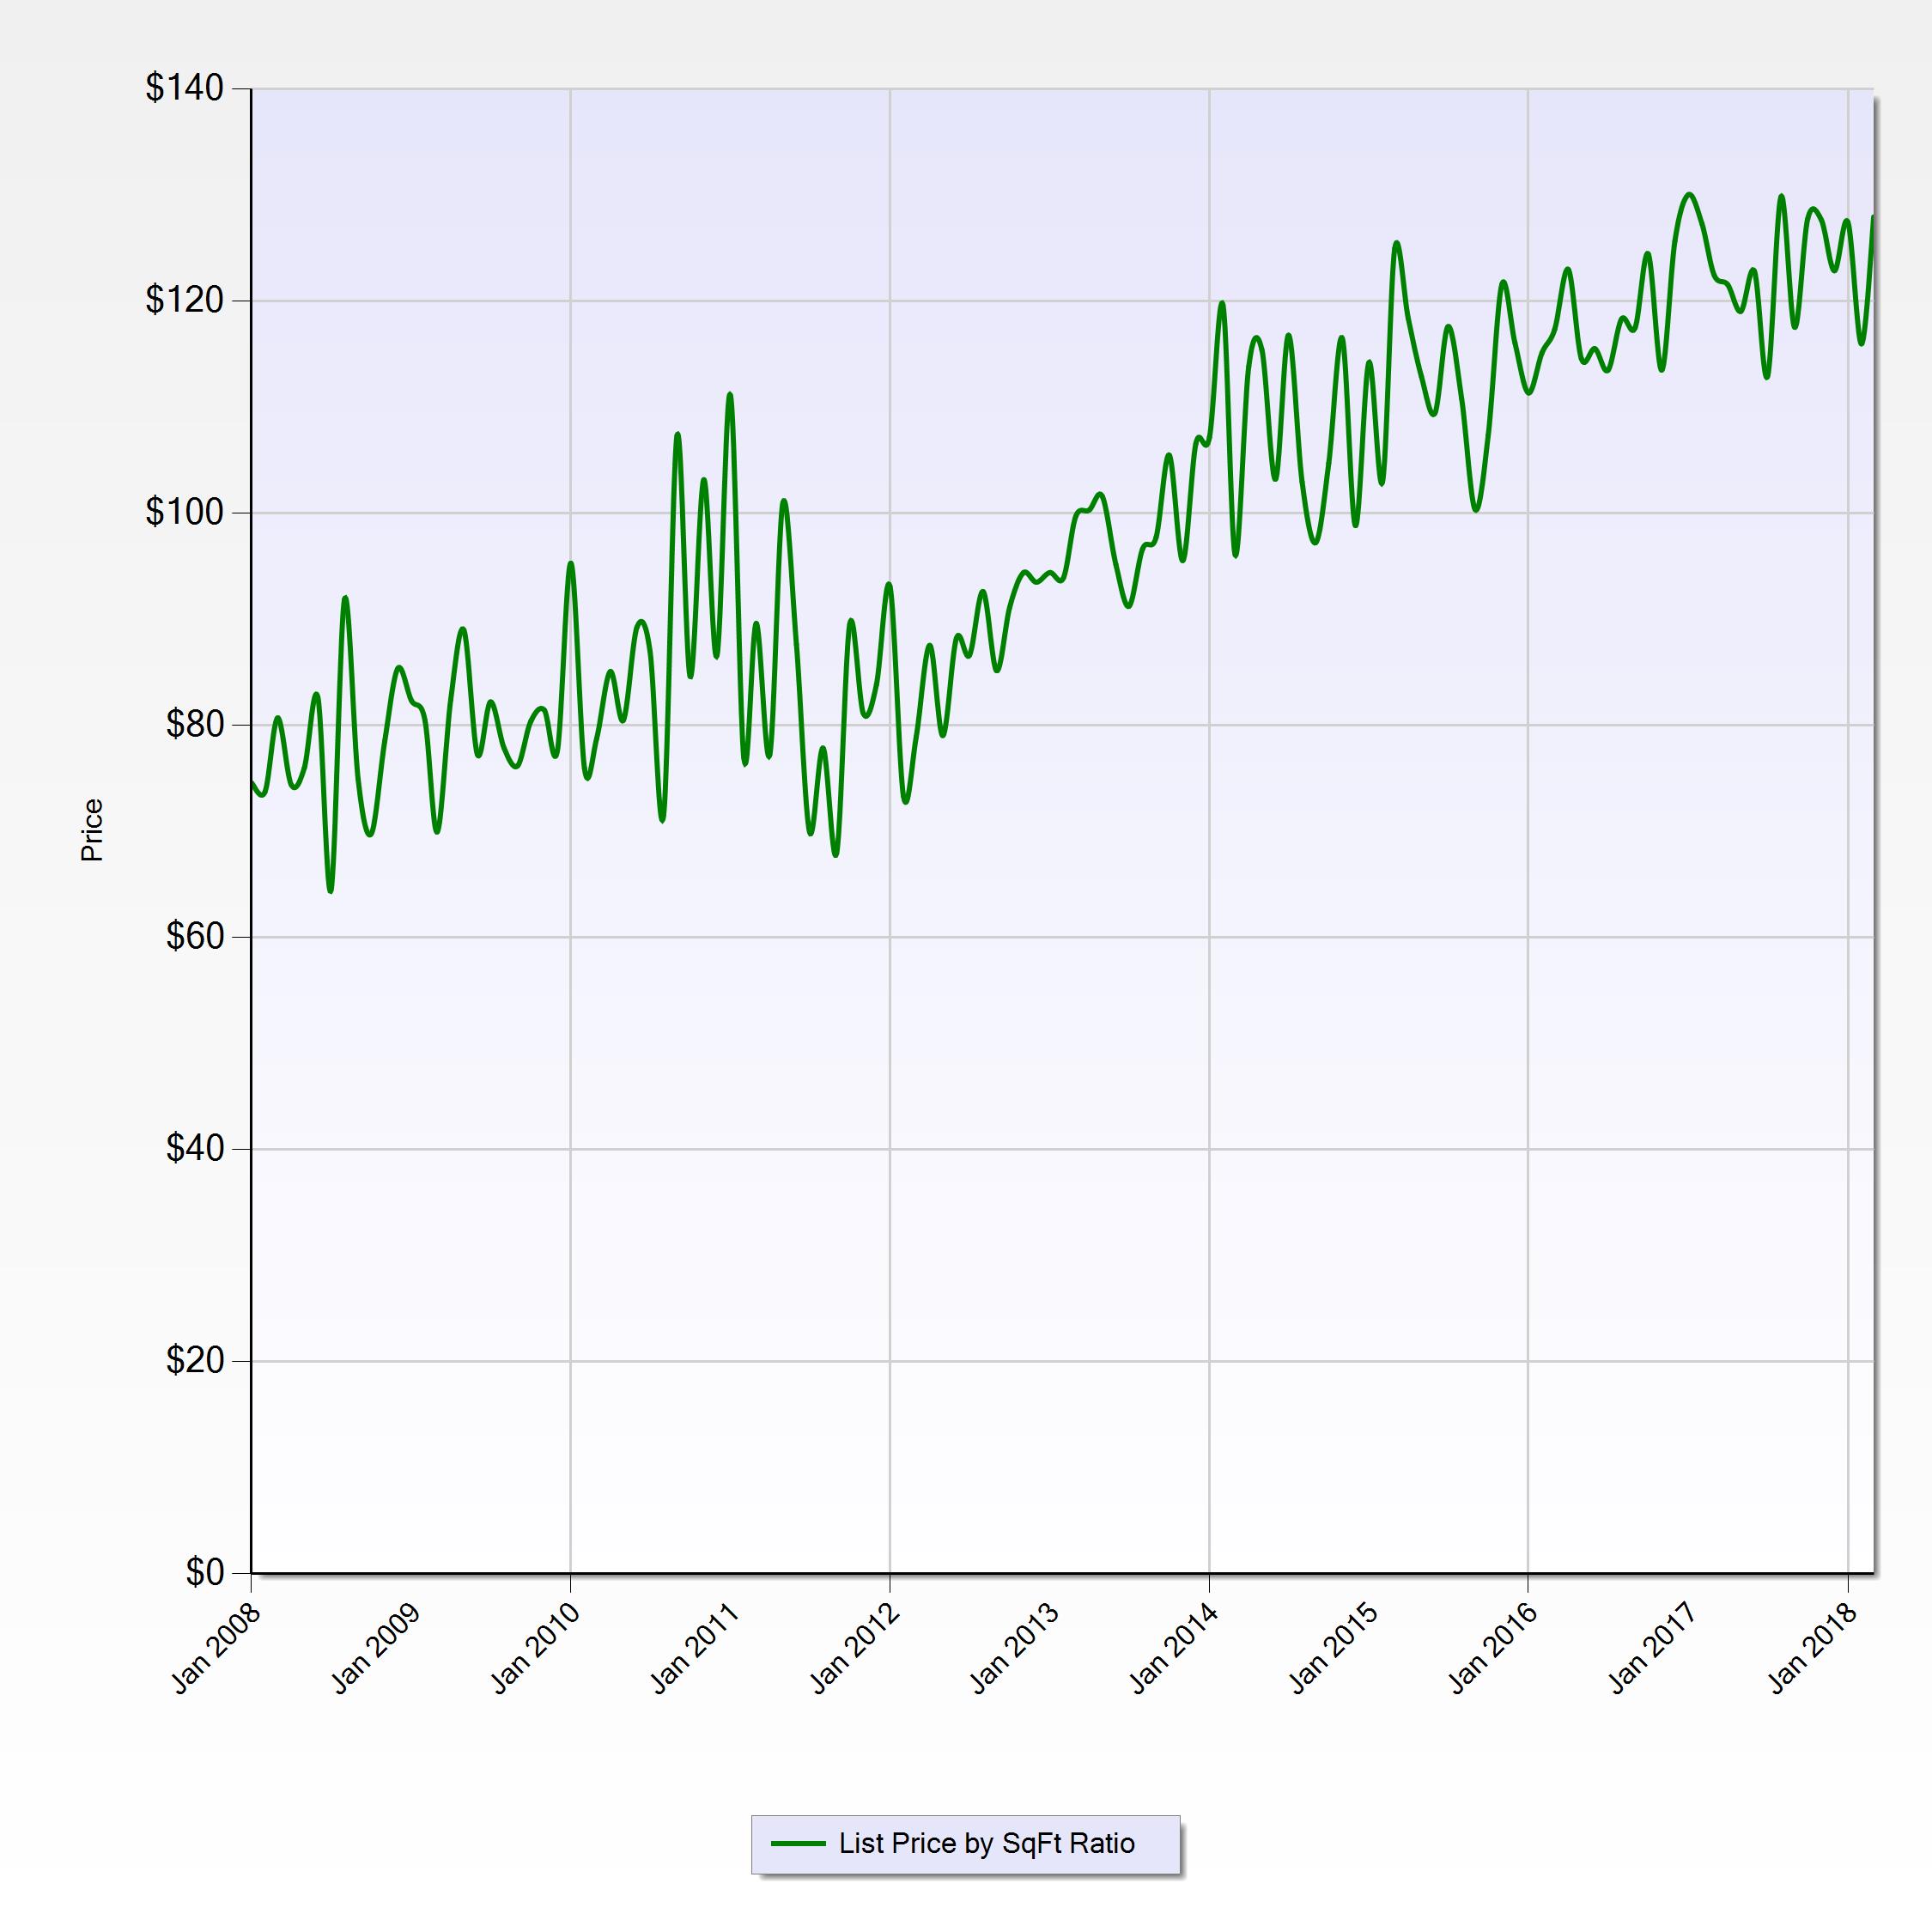 $140
$120
$100
$80
$60
$40
$20
$0
Price
Jan 2008
Jan 2009
Jan 2010
Jan 2011
Jan 2012
Jan 2013
Jan 2014
Jan 2015
Jan 2016
Jan 2017
Jan 2018
List Price by SqFt Ratio